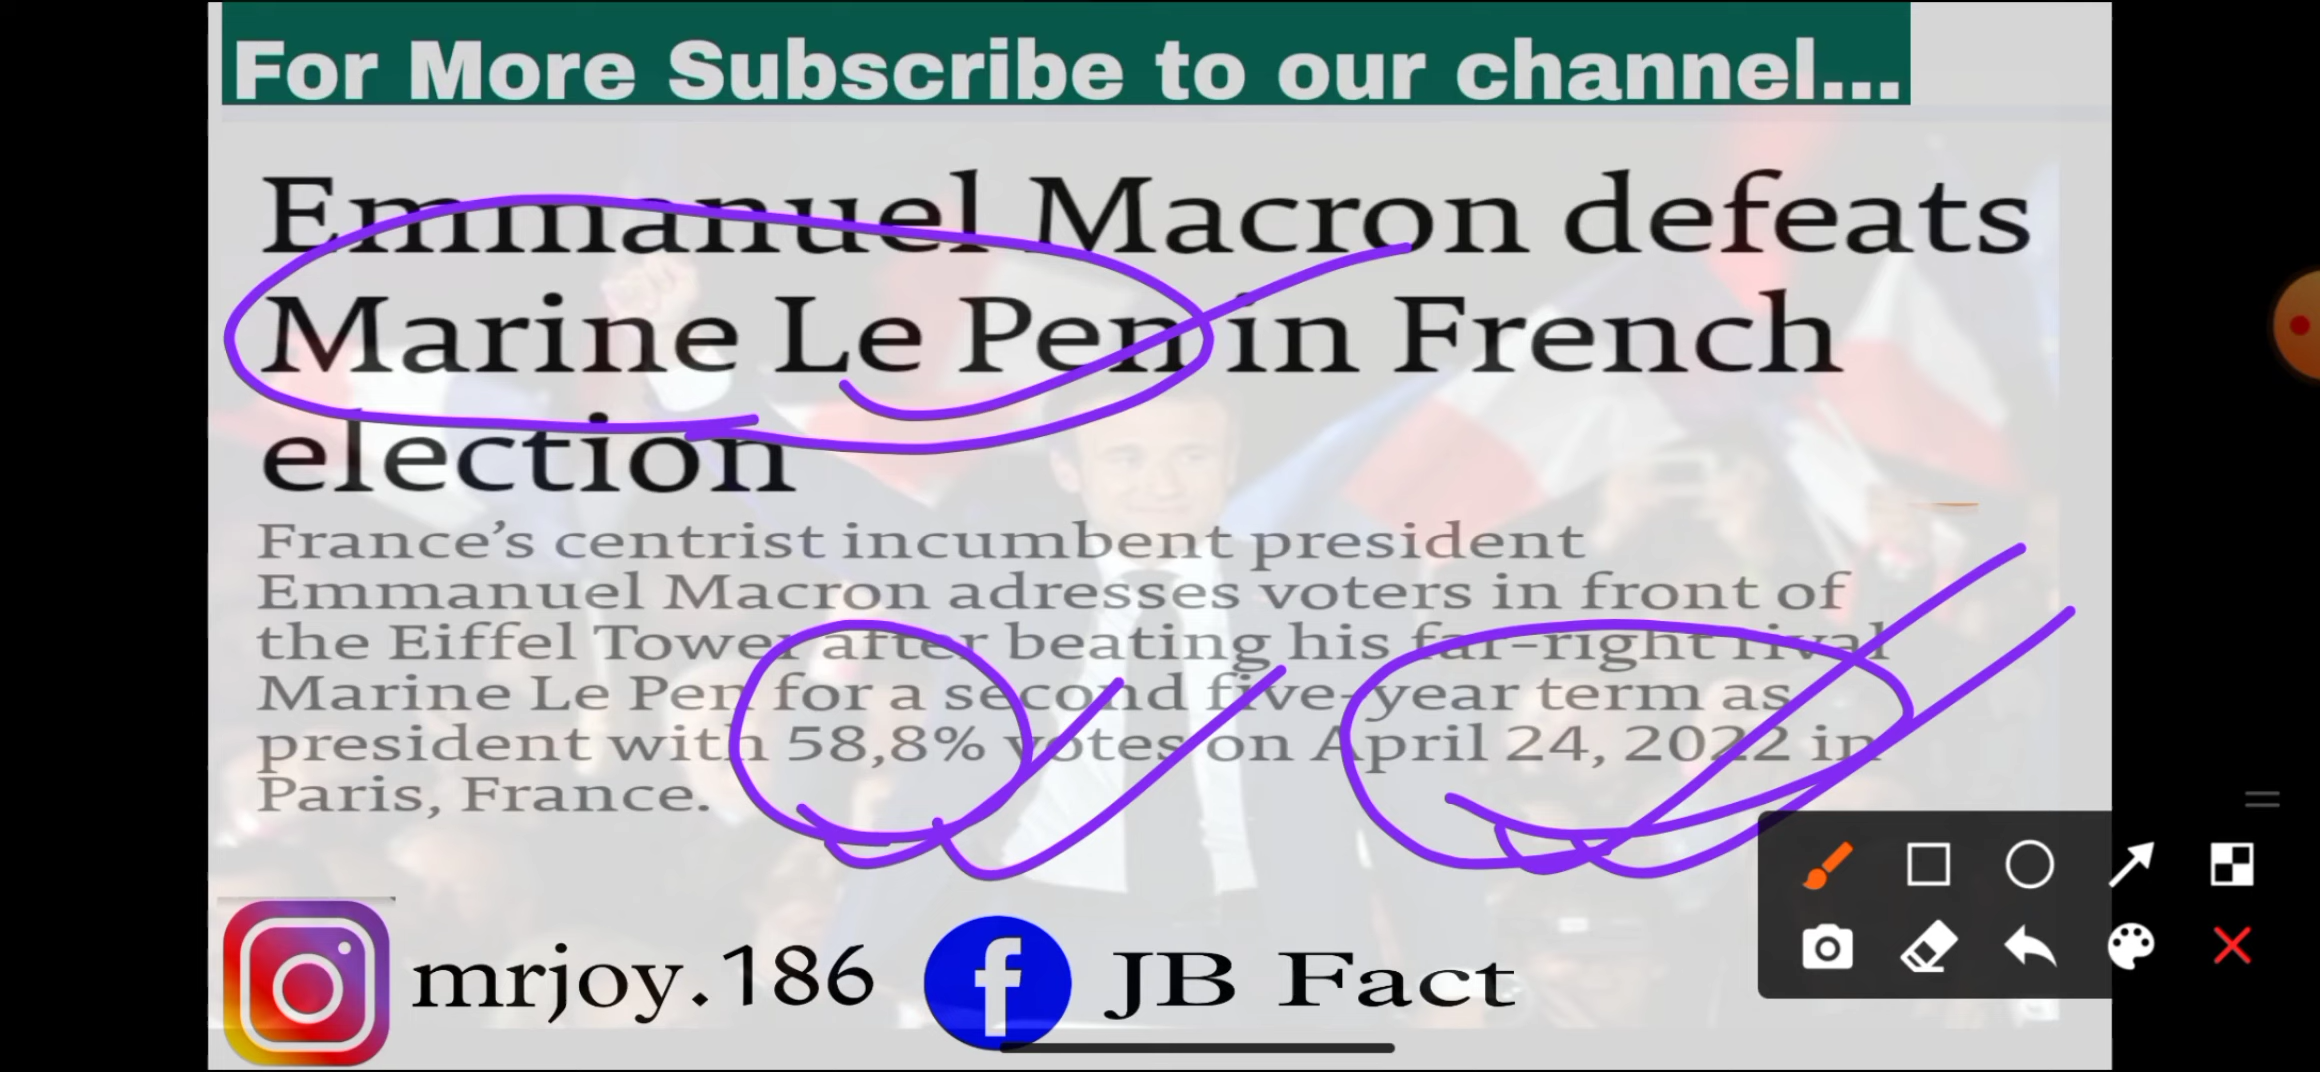 For More Subscribe to our channel...
Emmanuel Macron defeats
Marine Le Pen in French
election
France’s centrist incumbent president
Emmanuel Macron adresses voters in front of
the Eiffel Tower after beating his far-right rival
Marine Le Pen for a second five-year term as
president with 58,8% votes on April 24, 2022 in
Paris, France.
mrjoy.186
JB Fact